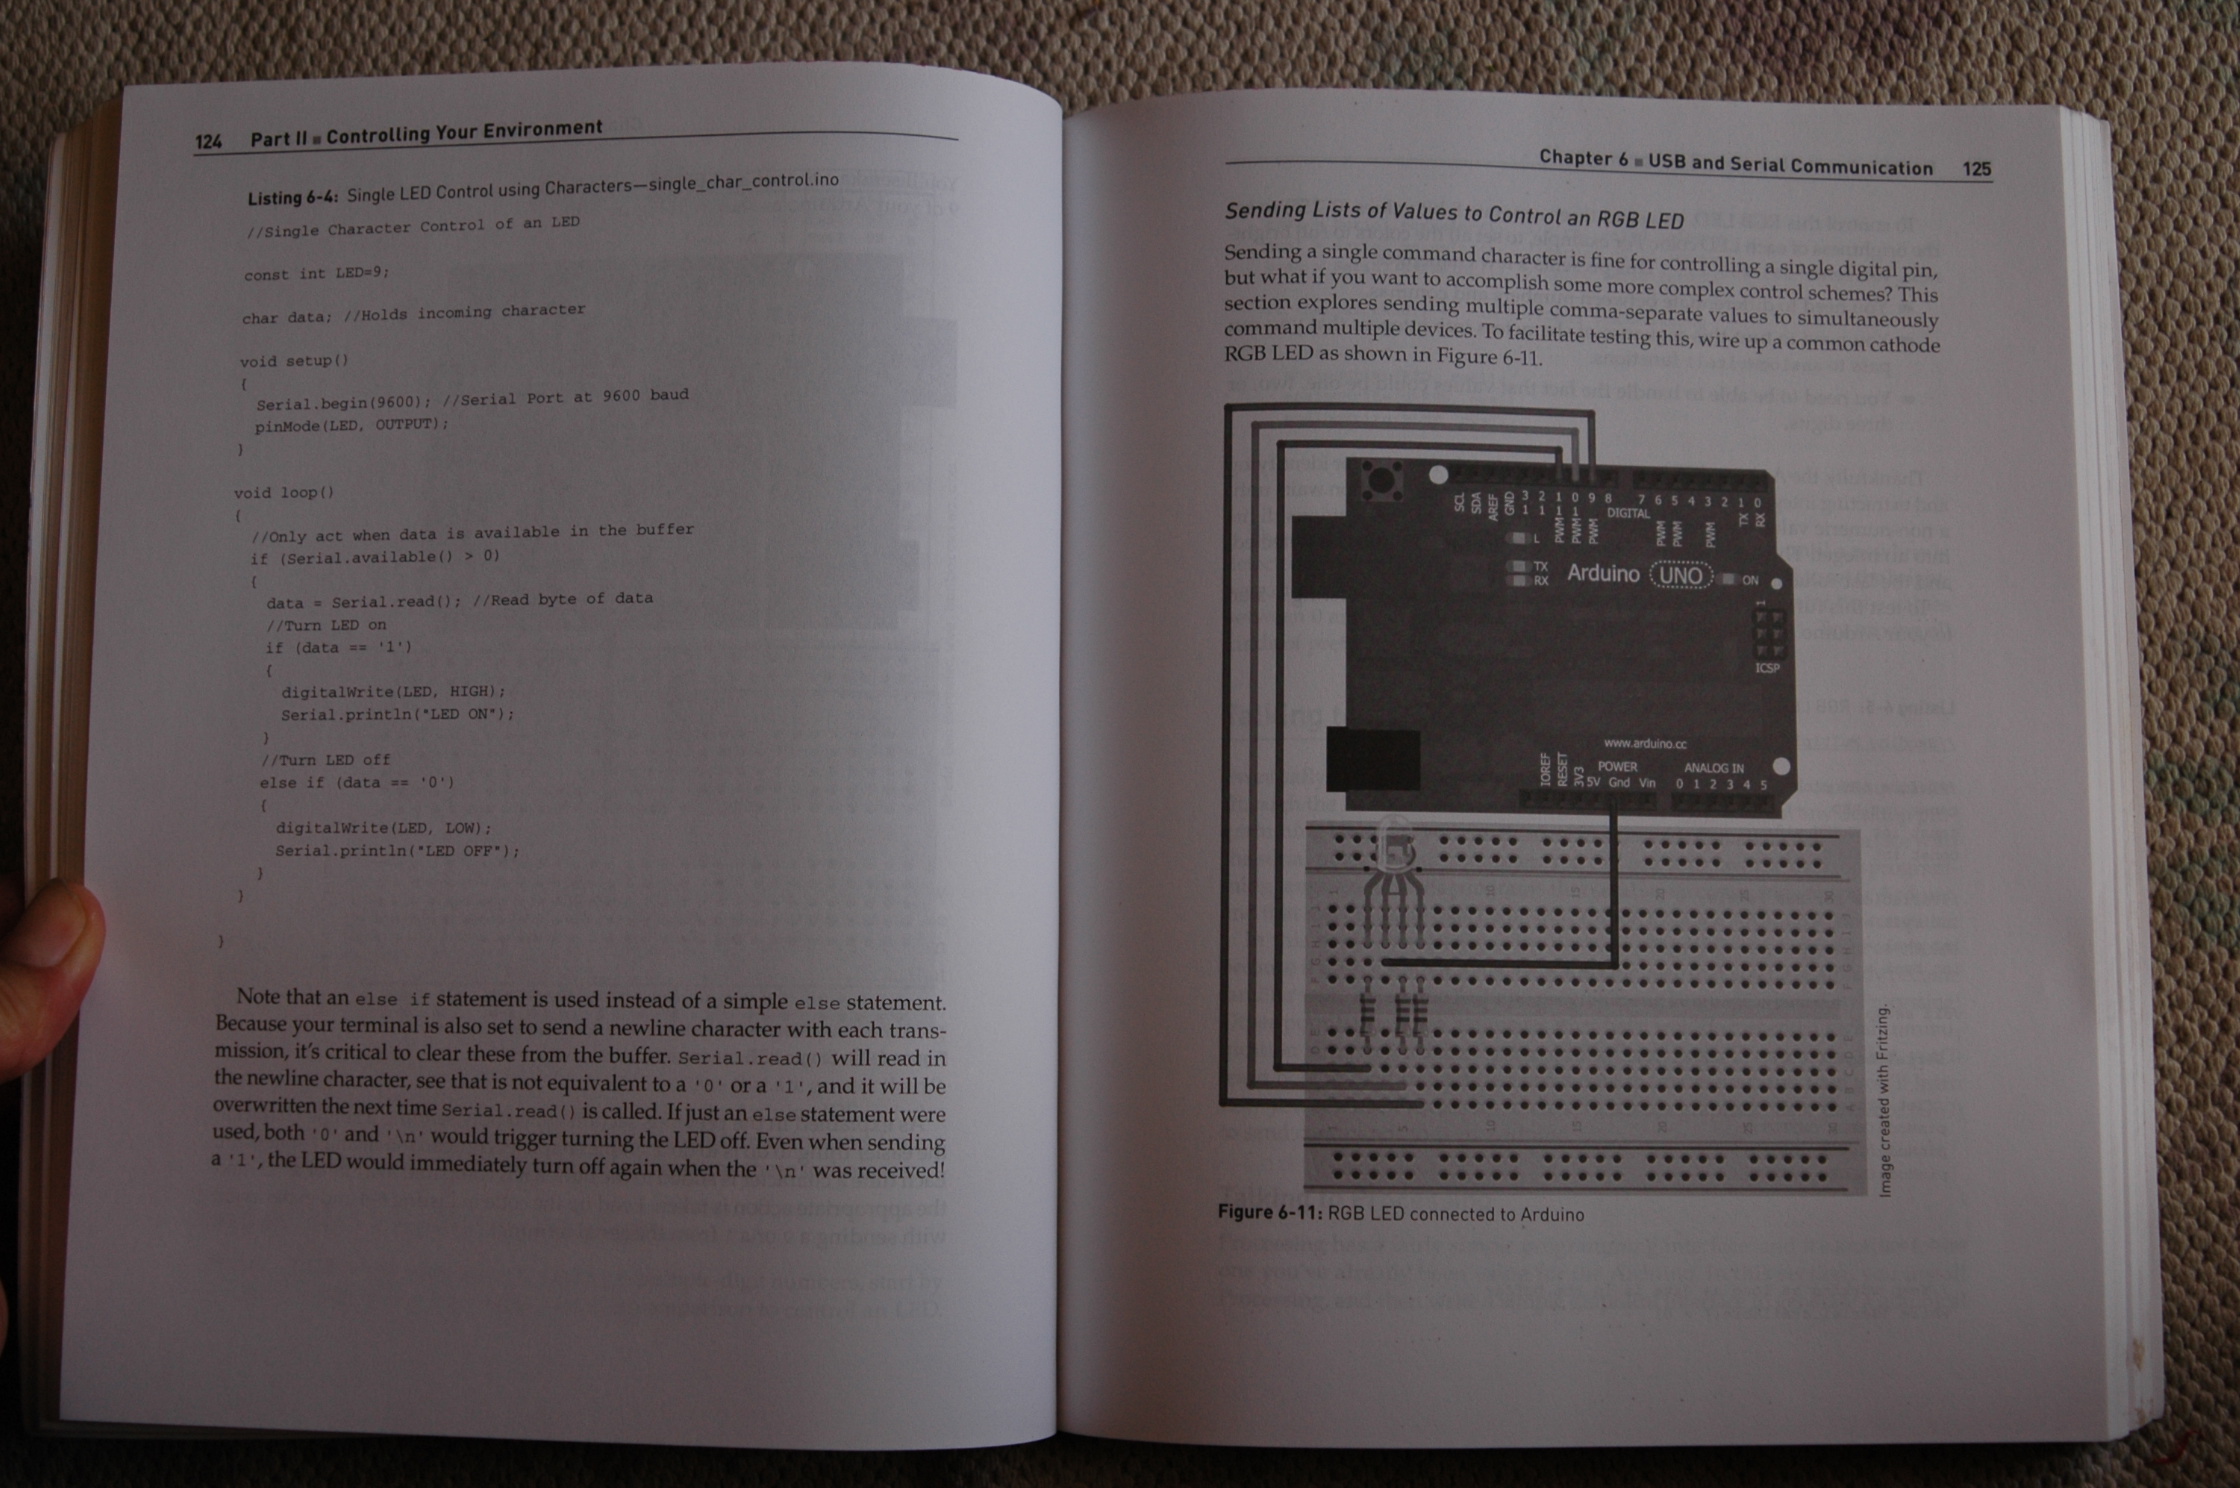 124 Part II ■ Controlling Your Environment
Listing 6-4: Single LED Control using Characters—single_char_control.ino
//Single Character Control of an LED
const int LED=9;
char data; //Holds incoming character
void setup()
{
Serial.begin(9600); //Serial Port at 9600 baud
pinMode(LED, OUTPUT);
}
void loop()
{
//Only act when data is available in the buffer
if (Serial.available() > 0)
{
data = Serial.read(); //Read byte of data
//Turn LED on
if (data == '1')
{
digitalWrite(LED, HIGH);
Serial.println("LED ON");
}
//Turn LED off
else if (data == '0')
{
digitalWrite(LED, LOW);
Serial.println("LED OFF");
}
}
}
Note that an else if statement is used instead of a simple else statement.
Because your terminal is also set to send a newline character with each trans-
mission, it's critical to clear these from the buffer. Serial.read() will read in
the newline character, see that is not equivalent to a '0' or a '1', and it will be
overwritten the next time Serial.read() is called. If just an else statement were
used, both '0' and '\n' would trigger turning the LED off. Even when sending
a '1', the LED would immediately turn off again when the '\n' was received!
Chapter 6 ■ USB and Serial Communication 125
Sending Lists of Values to Control an RGB LED
Sending a single command character is fine for controlling a single digital pin,
but what if you want to accomplish some more complex control schemes? This
section explores sending multiple comma-separate values to simultaneously
command multiple devices. To facilitate testing this, wire up a common cathode
RGB LED as shown in Figure 6-11.
SCL SDA AREF GND 13 12 11 10 9 8 7 6 5 4 3 2 1 0
PWM PWM PWM DIGITAL PWM PWM PWM TX RX
L
TX
RX
Arduino UNO ON
1
ICSP
www.arduino.cc
POWER ANALOG IN
IOREF RESET 3V3 5V Gnd Vin 0 1 2 3 4 5
Image created with Fritzing.
Figure 6-11: RGB LED connected to Arduino